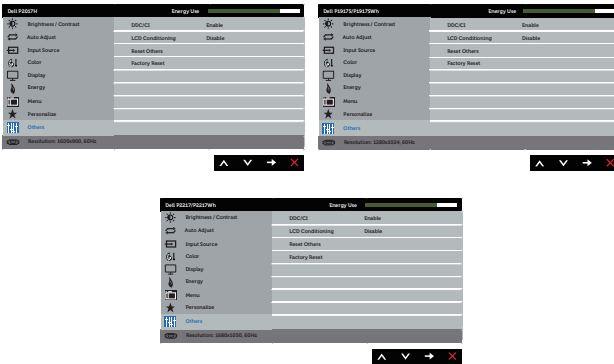 Dell P2017H Energy Use
Brightness / Contrast DDC/CI Enable
Auto Adjust LCD Conditioning Disable
Input Source Reset Others
Color Factory Reset
Display
Energy
Menu
Personalize
Others
Resolution: 1600x900, 60Hz
Dell P1917S/P1917SWh Energy Use
Brightness / Contrast DDC/CI Enable
Auto Adjust LCD Conditioning Disable
Input Source Reset Others
Color Factory Reset
Display
Energy
Menu
Personalize
Others
Resolution: 1280x1024, 60Hz
Dell P2217/P2217Wh Energy Use
Brightness / Contrast DDC/CI Enable
Auto Adjust LCD Conditioning Disable
Input Source Reset Others
Color Factory Reset
Display
Energy
Menu
Personalize
Others
Resolution: 1680x1050, 60Hz